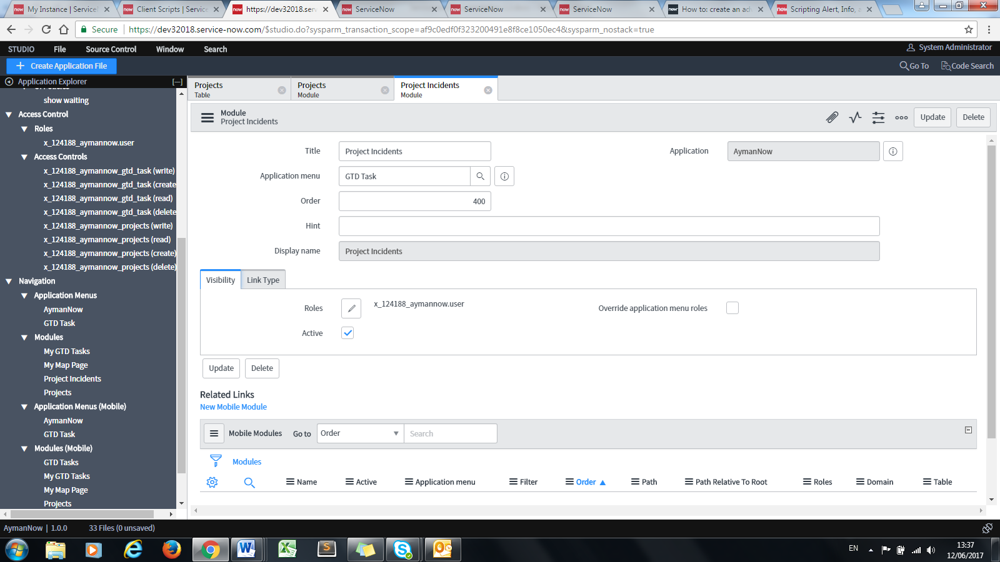 My Instance | Service
Client Scripts | Service
https://dev32018.ser
ServiceNow
ServiceNow
ServiceNow
How to: create an ad
Scripting Alert, Info, a
Secure
https://dev32018.service-now.com/$studio.do?sysparm_transaction_scope=af9c0edf0f323200491e8f8ce1050ec4&sysparm_nostack=true
STUDIO File Source Control Window Search
System Administrator
Create Application File
Go To Code Search
Application Explorer
show waiting
Access Control
Roles
x_124188_aymannow.user
Access Controls
x_124188_aymannow_gtd_task (write)
x_124188_aymannow_gtd_task (create
x_124188_aymannow_gtd_task (read)
x_124188_aymannow_gtd_task (delete
x_124188_aymannow_projects (write)
x_124188_aymannow_projects (read)
x_124188_aymannow_projects (create)
x_124188_aymannow_projects (delete)
Navigation
Application Menus
AymanNow
GTD Task
Modules
My GTD Tasks
My Map Page
Project Incidents
Projects
Application Menus (Mobile)
AymanNow
GTD Task
Modules (Mobile)
GTD Tasks
My GTD Tasks
My Map Page
Projects
Projects
Table
Projects
Module
Project Incidents
Module
Module
Project Incidents
Update Delete
Title Project Incidents
Application AymanNow
Application menu GTD Task
Order 400
Hint
Display name Project Incidents
Visibility Link Type
Roles x_124188_aymannow.user
Override application menu roles
Active
Update Delete
Related Links
New Mobile Module
Mobile Modules Go to Order Search
Modules
Name Active Application menu Filter Order Path Path Relative To Root Roles Domain Table
AymanNow | 1.0.0 33 Files (0 unsaved)
EN
13:37
12/06/2017